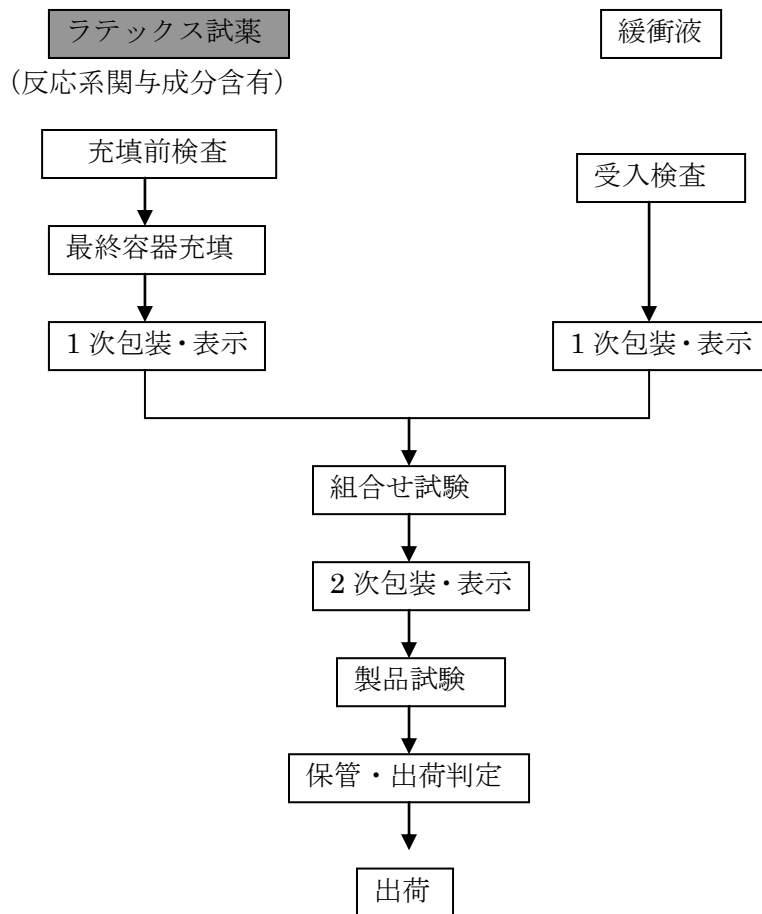 ラテックス試薬
緩衝液
(反応系関与成分含有)
充填前検査
受入検査
最終容器充填
1次包装・表示
1次包装・表示
組合せ試験
2次包装・表示
製品試験
保管・出荷判定
出荷